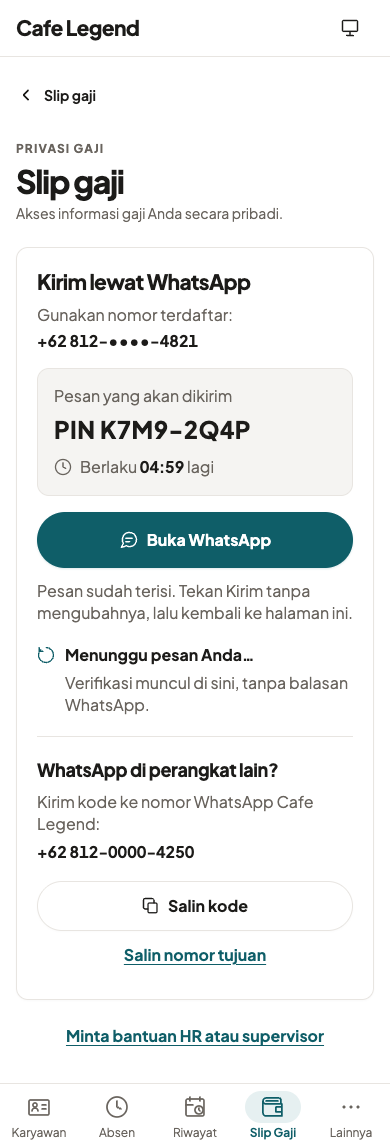 Cafe Legend
Slip gaji
PRIVASI GAJI
Slip gaji
Akses informasi gaji Anda secara pribadi.
Kirim lewat WhatsApp
Gunakan nomor terdaftar:
+62 812-••••-4821
Pesan yang akan dikirim
PIN K7M9-2Q4P
Berlaku 04:59 lagi
Buka WhatsApp
Pesan sudah terisi. Tekan Kirim tanpa
mengubahnya, lalu kembali ke halaman ini.
Menunggu pesan Anda…
Verifikasi muncul di sini, tanpa balasan
WhatsApp.
WhatsApp di perangkat lain?
Kirim kode ke nomor WhatsApp Cafe
Legend:
+62 812-0000-4250
Salin kode
Salin nomor tujuan
Minta bantuan HR atau supervisor
Karyawan
Absen
Riwayat
Slip Gaji
Lainnya